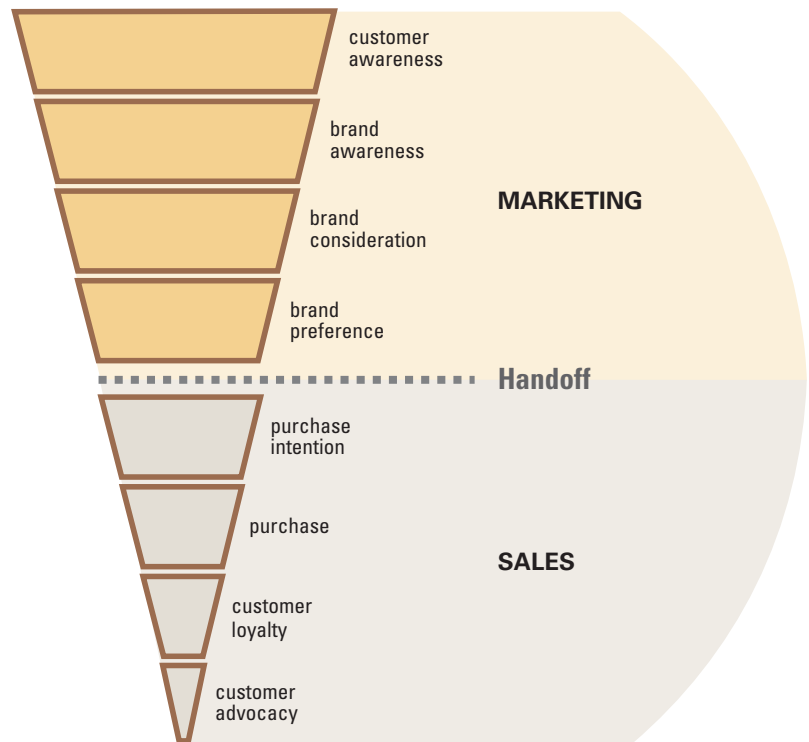 customer
awareness
brand
awareness
MARKETING
brand
consideration
brand
preference
Handoff
purchase
intention
purchase
SALES
customer
loyalty
customer
advocacy